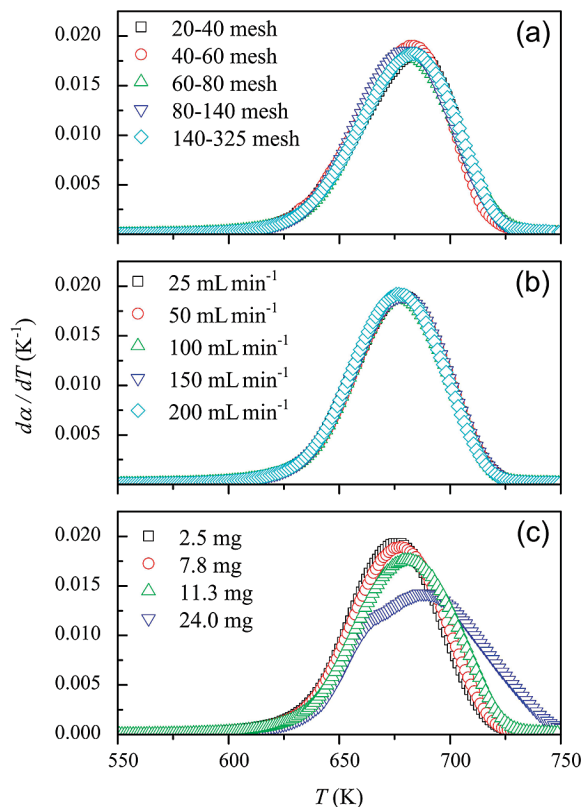 (a)
0.020
0.015
0.010
0.005
20-40 mesh
40-60 mesh
60-80 mesh
80-140 mesh
140-325 mesh
(b)
0.020
0.015
0.010
0.005
25 mL min⁻¹
50 mL min⁻¹
100 mL min⁻¹
150 mL min⁻¹
200 mL min⁻¹
dα / dT (K⁻¹)
(c)
0.020
0.015
0.010
0.005
0.000
2.5 mg
7.8 mg
11.3 mg
24.0 mg
550 600 650 700 750
T (K)